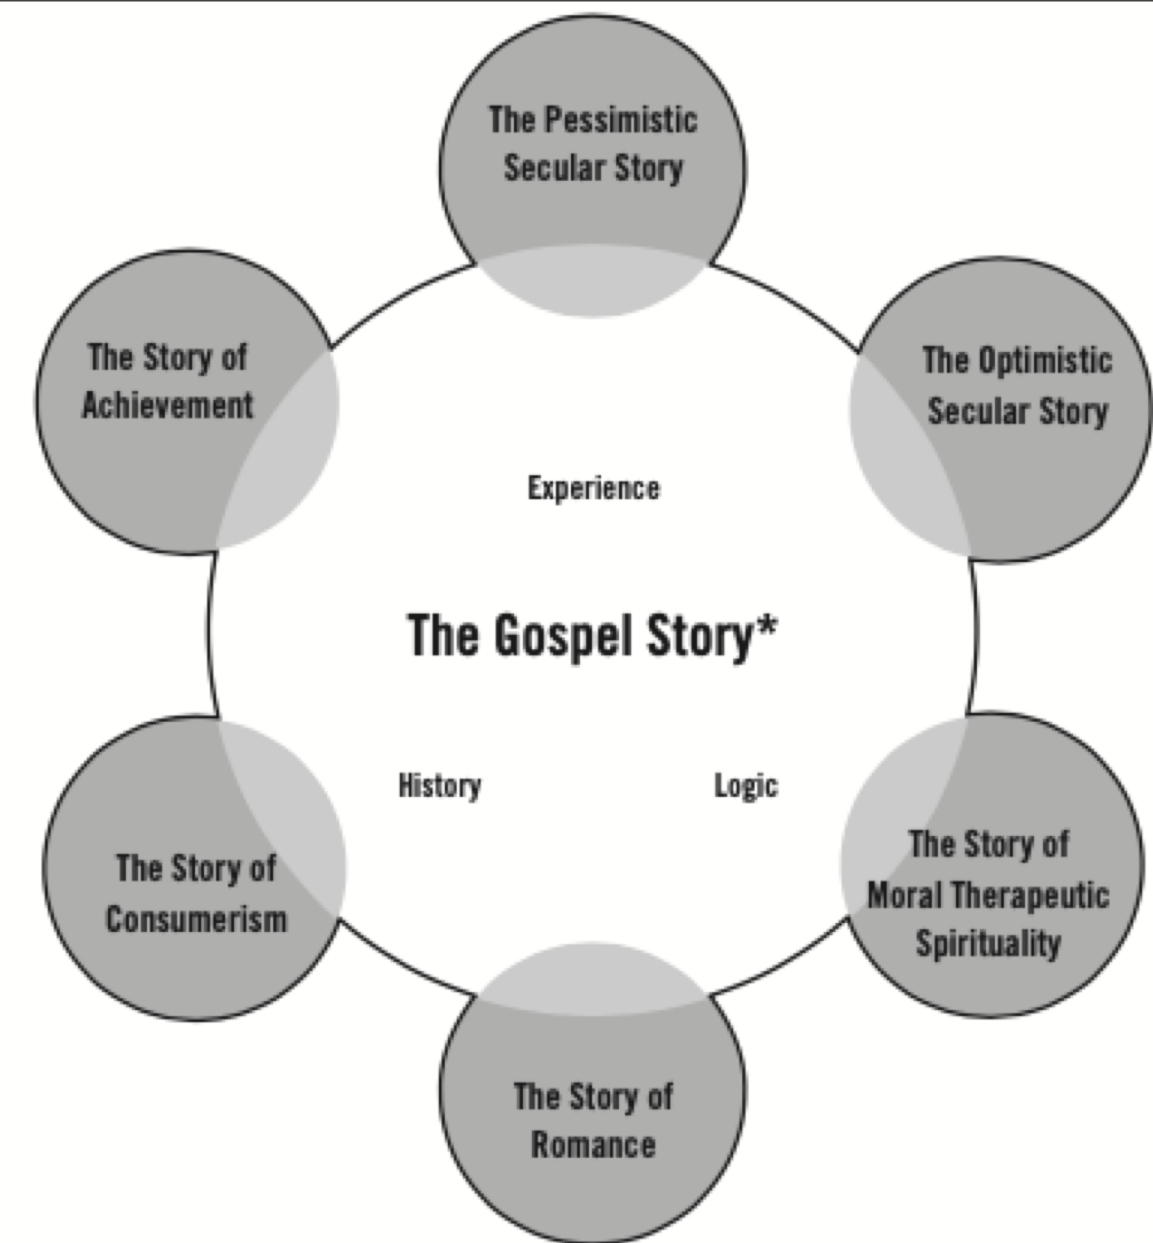 The Pessimistic
Secular Story
The Story of
Achievement
The Optimistic
Secular Story
Experience
The Gospel Story*
History
Logic
The Story of
Consumerism
The Story of
Moral Therapeutic
Spirituality
The Story of
Romance